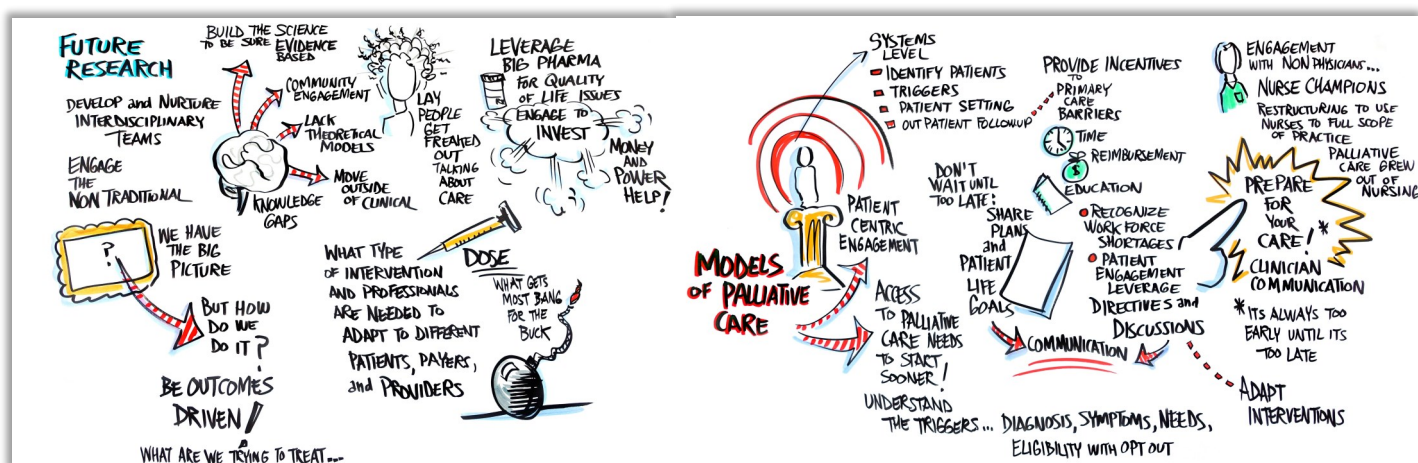 FUTURE
RESEARCH
DEVELOP and NURTURE
INTERDISCIPLINARY
TEAMS
ENGAGE
THE
NON TRADITIONAL
BUILD THE SCIENCE
TO BE SURE EVIDENCE
BASED
COMMUNITY
ENGAGEMENT
LACK
THEORETICAL
MODELS
MOVE
OUTSIDE
OF CLINICAL
KNOWLEDGE
GAPS
LAY
PEOPLE
GET
FREAKED
OUT
TALKING
ABOUT
CARE
LEVERAGE
BIG PHARMA
FOR QUALITY
OF LIFE ISSUES
ENGAGE TO
INVEST
MONEY
AND
POWER
HELP!
?
WE HAVE
THE BIG
PICTURE
BUT HOW
DO WE
DO IT?
BE OUTCOMES
DRIVEN!
WHAT ARE WE TRYING TO TREAT...
WHAT TYPE
OF INTERVENTION
AND PROFESSIONALS
ARE NEEDED TO
ADAPT TO DIFFERENT
PATIENTS, PAYERS,
and PROVIDERS
DOSE
WHAT GETS
MOST BANG
FOR THE
BUCK
MODELS
OF PALLIATIVE
CARE
SYSTEMS
LEVEL
IDENTIFY PATIENTS
TRIGGERS
PATIENT SETTING
OUT PATIENT FOLLOWUP
PATIENT
CENTRIC
ENGAGEMENT
ACCESS
TO PALLIATIVE
CARE NEEDS
TO START
SOONER!
UNDERSTAND
THE TRIGGERS... DIAGNOSIS, SYMPTOMS, NEEDS,
ELIGIBILITY WITH OPT OUT
PROVIDE INCENTIVES
TO
PRIMARY
CARE
BARRIERS
TIME
$
REIMBURSEMENT
EDUCATION
DON'T
WAIT UNTIL
TOO LATE!
SHARE
PLANS
and
PATIENT
LIFE
GOALS
RECOGNIZE
WORKFORCE
SHORTAGES
PATIENT
ENGAGEMENT
LEVERAGE
DIRECTIVES and
DISCUSSIONS
COMMUNICATION
ADAPT
INTERVENTIONS
ENGAGEMENT
WITH NON PHYSICIANS...
NURSE CHAMPIONS
RESTRUCTURING TO USE
NURSES TO FULL SCOPE
OF PRACTICE
PALLIATIVE
CARE GREW
OUT OF
NURSING
PREPARE
FOR
YOUR
CARE! *
CLINICIAN
COMMUNICATION
* ITS ALWAYS TOO
EARLY UNTIL ITS
TOO LATE